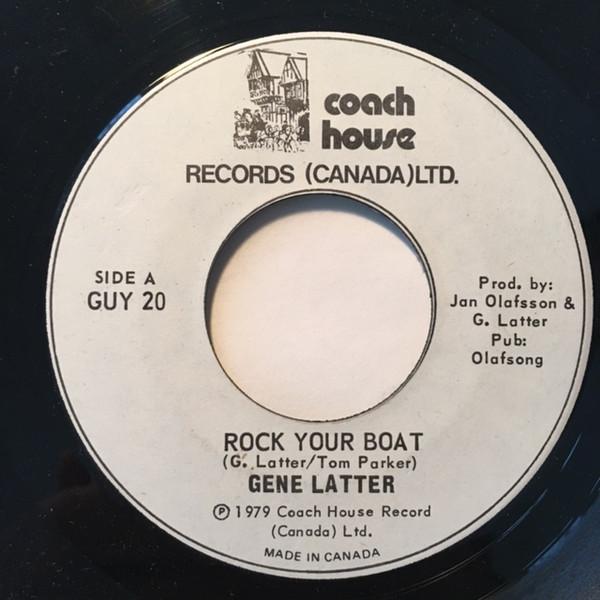 coach
house
RECORDS (CANADA)LTD.
SIDE A
GUY 20
Prod. by:
Jan Olafsson &
G. Latter
Pub:
Olafsong
ROCK YOUR BOAT
(G. Latter/Tom Parker)
GENE LATTER
Ⓟ 1979 Coach House Record
(Canada) Ltd.
MADE IN CANADA